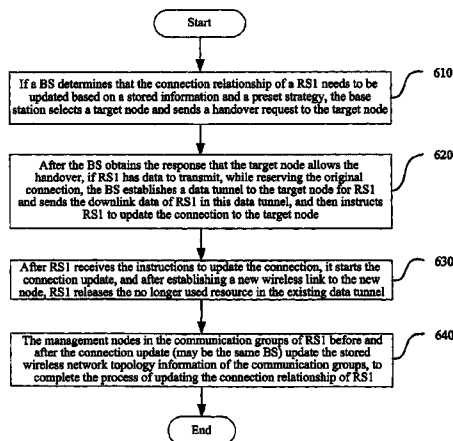 Start
If a BS determines that the connection relationship of a RS1 needs to be
updated based on a stored information and a preset strategy, the base
station selects a target node and sends a handover request to the target node
610
After the BS obtains the response that the target node allows the
handover, if RS1 has data to transmit, while reserving the original
connection, the BS establishes a data tunnel to the target node for RS1
and sends the downlink data of RS1 in this data tunnel, and then instructs
RS1 to update the connection to the target node
620
After RS1 receives the instructions to update the connection, it starts the
connection update, and after establishing a new wireless link to the new
node, RS1 releases the no longer used resource in the existing data tunnel
630
The management nodes in the communication groups of RS1 before and
after the connection update (may be the same BS) update the stored
wireless network topology information of the communication groups, to
complete the process of updating the connection relationship of RS1
640
End